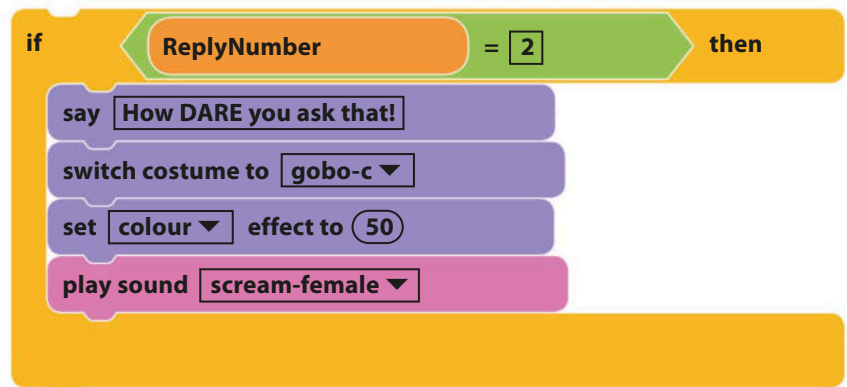 if ReplyNumber = 2 then
say How DARE you ask that!
switch costume to gobo-c
set colour effect to 50
play sound scream-female